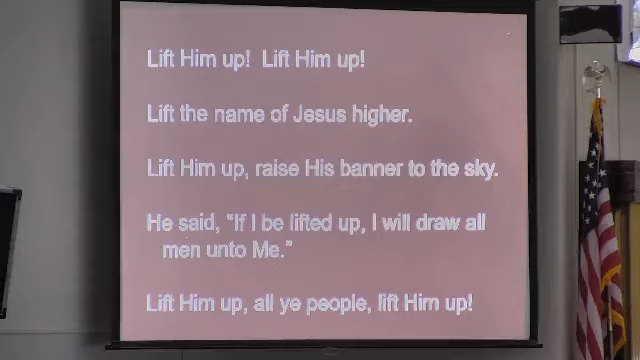 Lift Him up!  Lift Him up!
Lift the name of Jesus higher.
Lift Him up, raise His banner to the sky.
He said, “If I be lifted up, I will draw all
men unto Me.”
Lift Him up, all ye people, lift Him up!